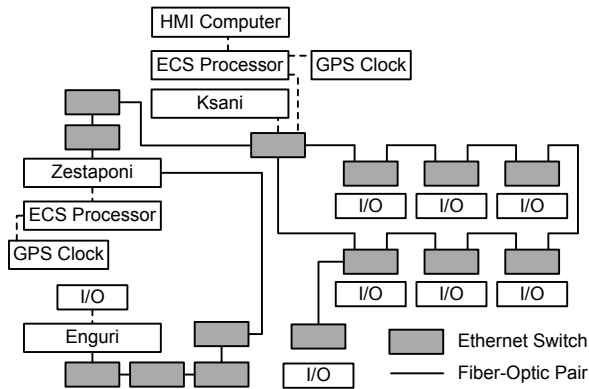 HMI Computer
ECS Processor
GPS Clock
Ksani
Zestaponi
I/O I/O I/O
ECS Processor
GPS Clock
I/O
I/O I/O I/O
Enguri
Ethernet Switch
I/O
Fiber-Optic Pair